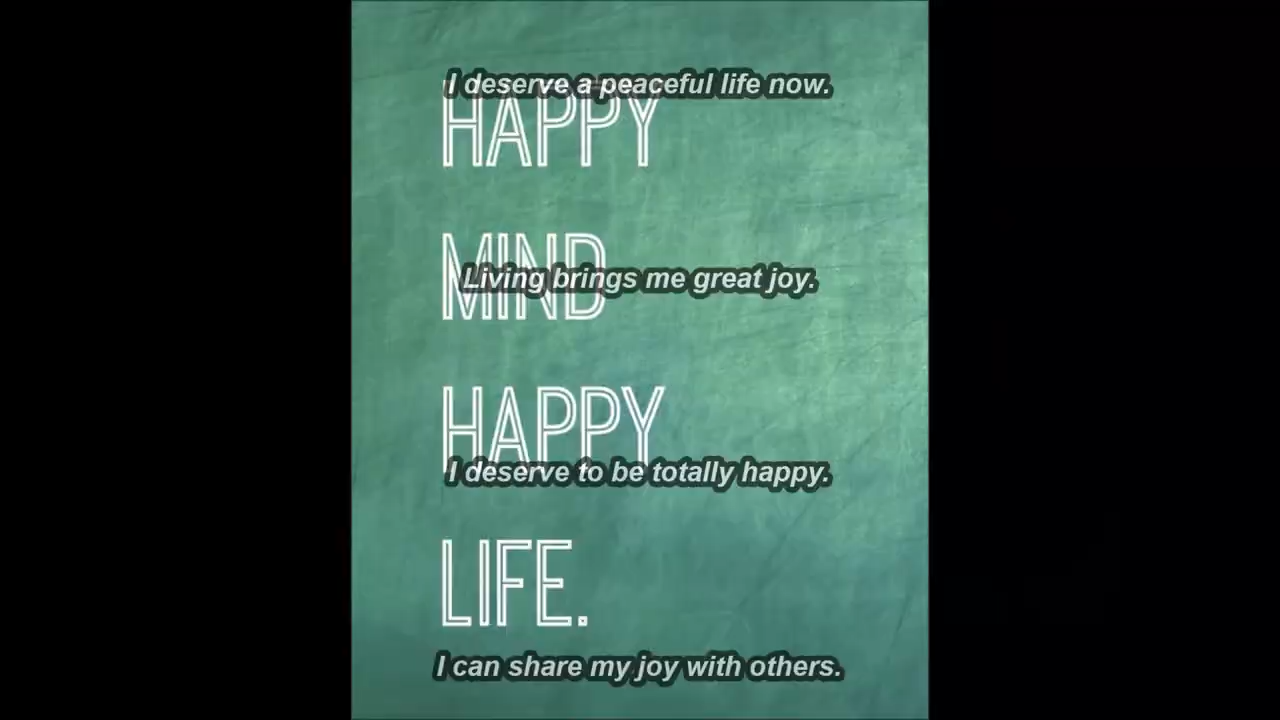 I deserve a peaceful life now.
HAPPY
MIND
Living brings me great joy.
HAPPY
I deserve to be totally happy.
LIFE.
I can share my joy with others.